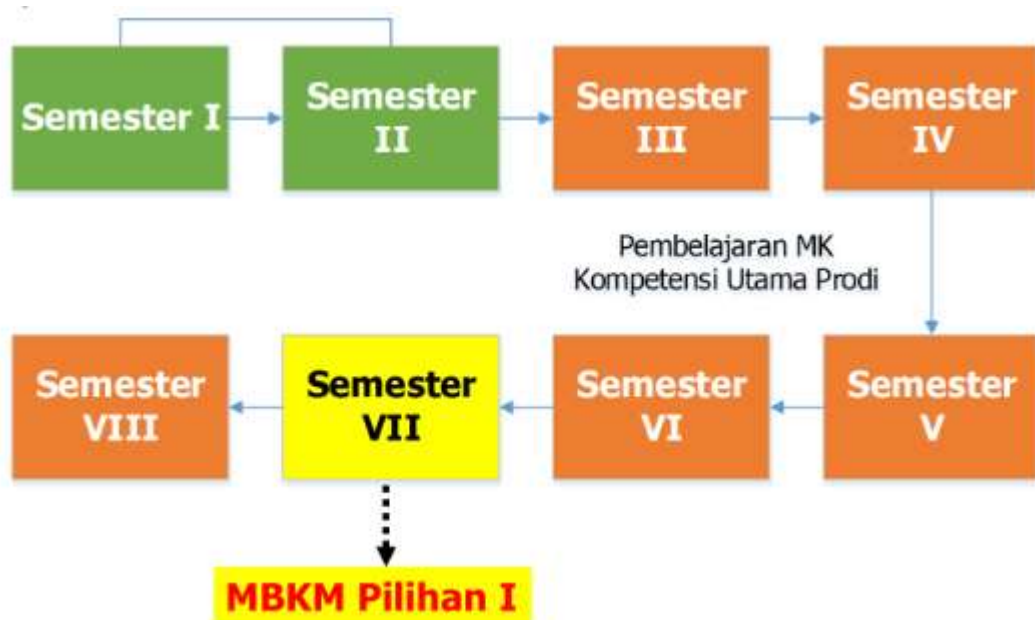 Semester I
Semester
II
Semester
III
Semester
IV
Pembelajaran MK
Kompetensi Utama Prodi
Semester
VIII
Semester
VII
Semester
VI
Semester
V
MBKM Pilihan I